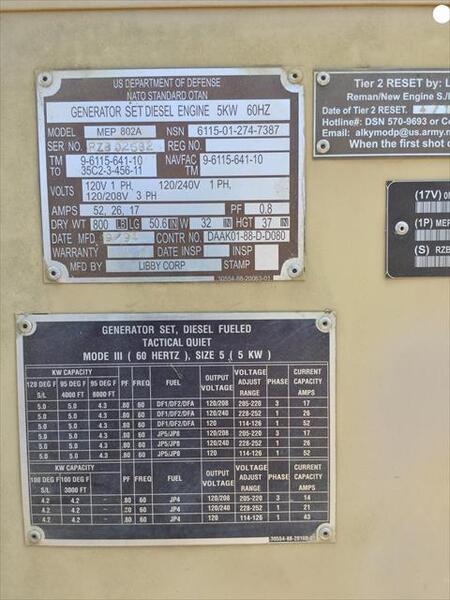 US DEPARTMENT OF DEFENSE
NATO STANDARD OTAN
GENERATOR SET DIESEL ENGINE 5KW 60HZ
MODEL MEP 802A NSN 6115-01-274-7387
SER NO. REG NO.
TM 9-6115-641-10 NAVFAC 9-6115-641-10
TO 35C2-3-456-11 TM
VOLTS 120V 1 PH, 120/240V 1 PH,
120/208V 3 PH
AMPS 52, 26, 17 PF 0.8
DRY WT 800 LB LG 50.6 IN W 32 IN HGT 37 IN
DATE MFD CONTR NO. DAAK01-88-D-D080
WARRANTY DATE INSP INSP
MFD BY LIBBY CORP STAMP
30554-88-20063-01
Tier 2 RESET by: L
Reman/New Engine S./
Date of Tier 2 RESET.
Hotline#: DSN 570-9693 or Co
Email: alkymodp@us.army.
When the first shot c
(17V) 0N
(1P) MEP
(S) RZB
GENERATOR SET, DIESEL FUELED
TACTICAL QUIET
MODE III ( 60 HERTZ ), SIZE 5 ( 5 KW )
KW CAPACITY
120 DEG F S/L 95 DEG F 4000 FT 95 DEG F 8000 FT PF FREQ FUEL OUTPUT VOLTAGE VOLTAGE ADJUST RANGE PHASE CURRENT CAPACITY AMPS
5.0 5.0 4.3 .80 60 DF1/DF2/DFA 120/208 205-220 3 17
5.0 5.0 4.3 .80 60 DF1/DF2/DFA 120/240 228-252 1 26
5.0 5.0 4.3 .80 60 DF1/DF2/DFA 120 114-126 1 52
5.0 5.0 4.3 .80 60 JP5/JP8 120/208 205-220 3 17
5.0 5.0 4.3 .80 60 JP5/JP8 120/240 228-252 1 26
5.0 5.0 4.3 .80 60 JP5/JP8 120 114-126 1 52
KW CAPACITY
100 DEG F S/L 100 DEG F 3000 FT PF FREQ FUEL OUTPUT VOLTAGE VOLTAGE ADJUST RANGE PHASE CURRENT CAPACITY AMPS
4.2 4.2 - .80 60 JP4 120/208 205-220 3 14
4.2 4.2 - .80 60 JP4 120/240 228-252 1 21
4.2 4.2 - .80 60 JP4 120 114-126 1 43